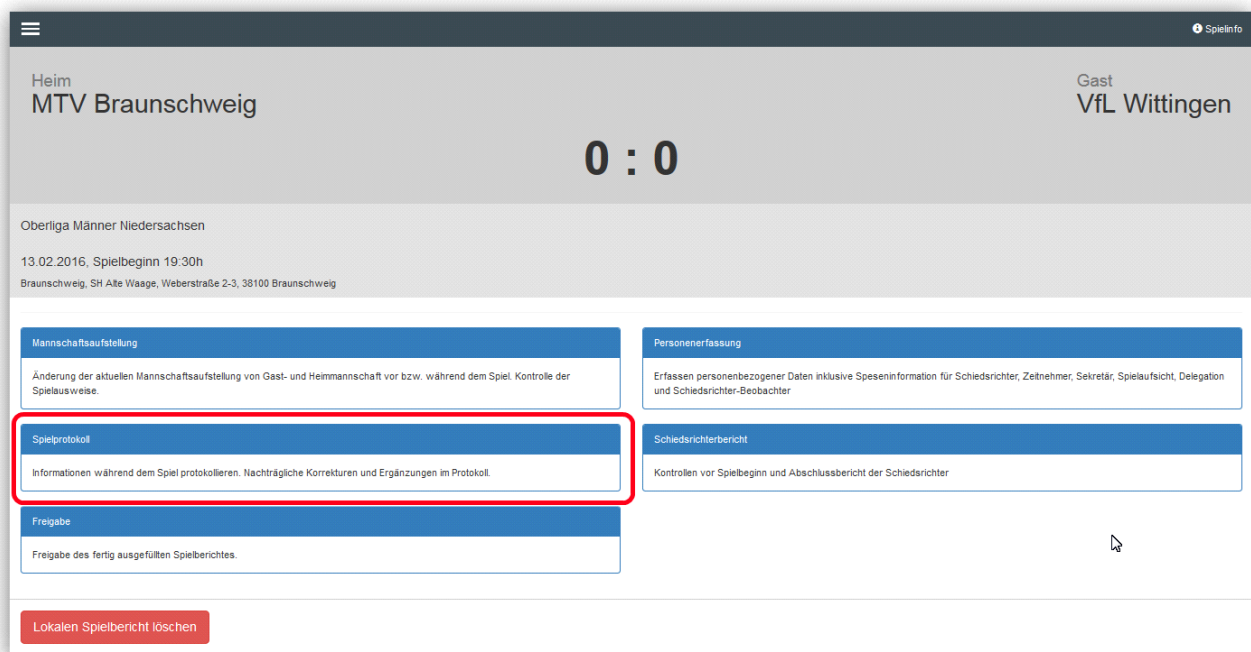 Spielinfo
Heim
MTV Braunschweig
Gast
VfL Wittingen
0 : 0
Oberliga Männer Niedersachsen
13.02.2016, Spielbeginn 19:30h
Braunschweig, SH Alte Waage, Weberstraße 2-3, 38100 Braunschweig
Mannschaftsaufstellung
Änderung der aktuellen Mannschaftsaufstellung von Gast- und Heimmannschaft vor bzw. während dem Spiel. Kontrolle der
Spielausweise.
Personenerfassung
Erfassen personenbezogener Daten inklusive Speseninformation für Schiedsrichter, Zeitnehmer, Sekretär, Spielaufsicht, Delegation
und Schiedsrichter-Beobachter
Spielprotokoll
Informationen während dem Spiel protokollieren. Nachträgliche Korrekturen und Ergänzungen im Protokoll.
Schiedsrichterbericht
Kontrollen vor Spielbeginn und Abschlussbericht der Schiedsrichter
Freigabe
Freigabe des fertig ausgefüllten Spielberichtes.
Lokalen Spielbericht löschen